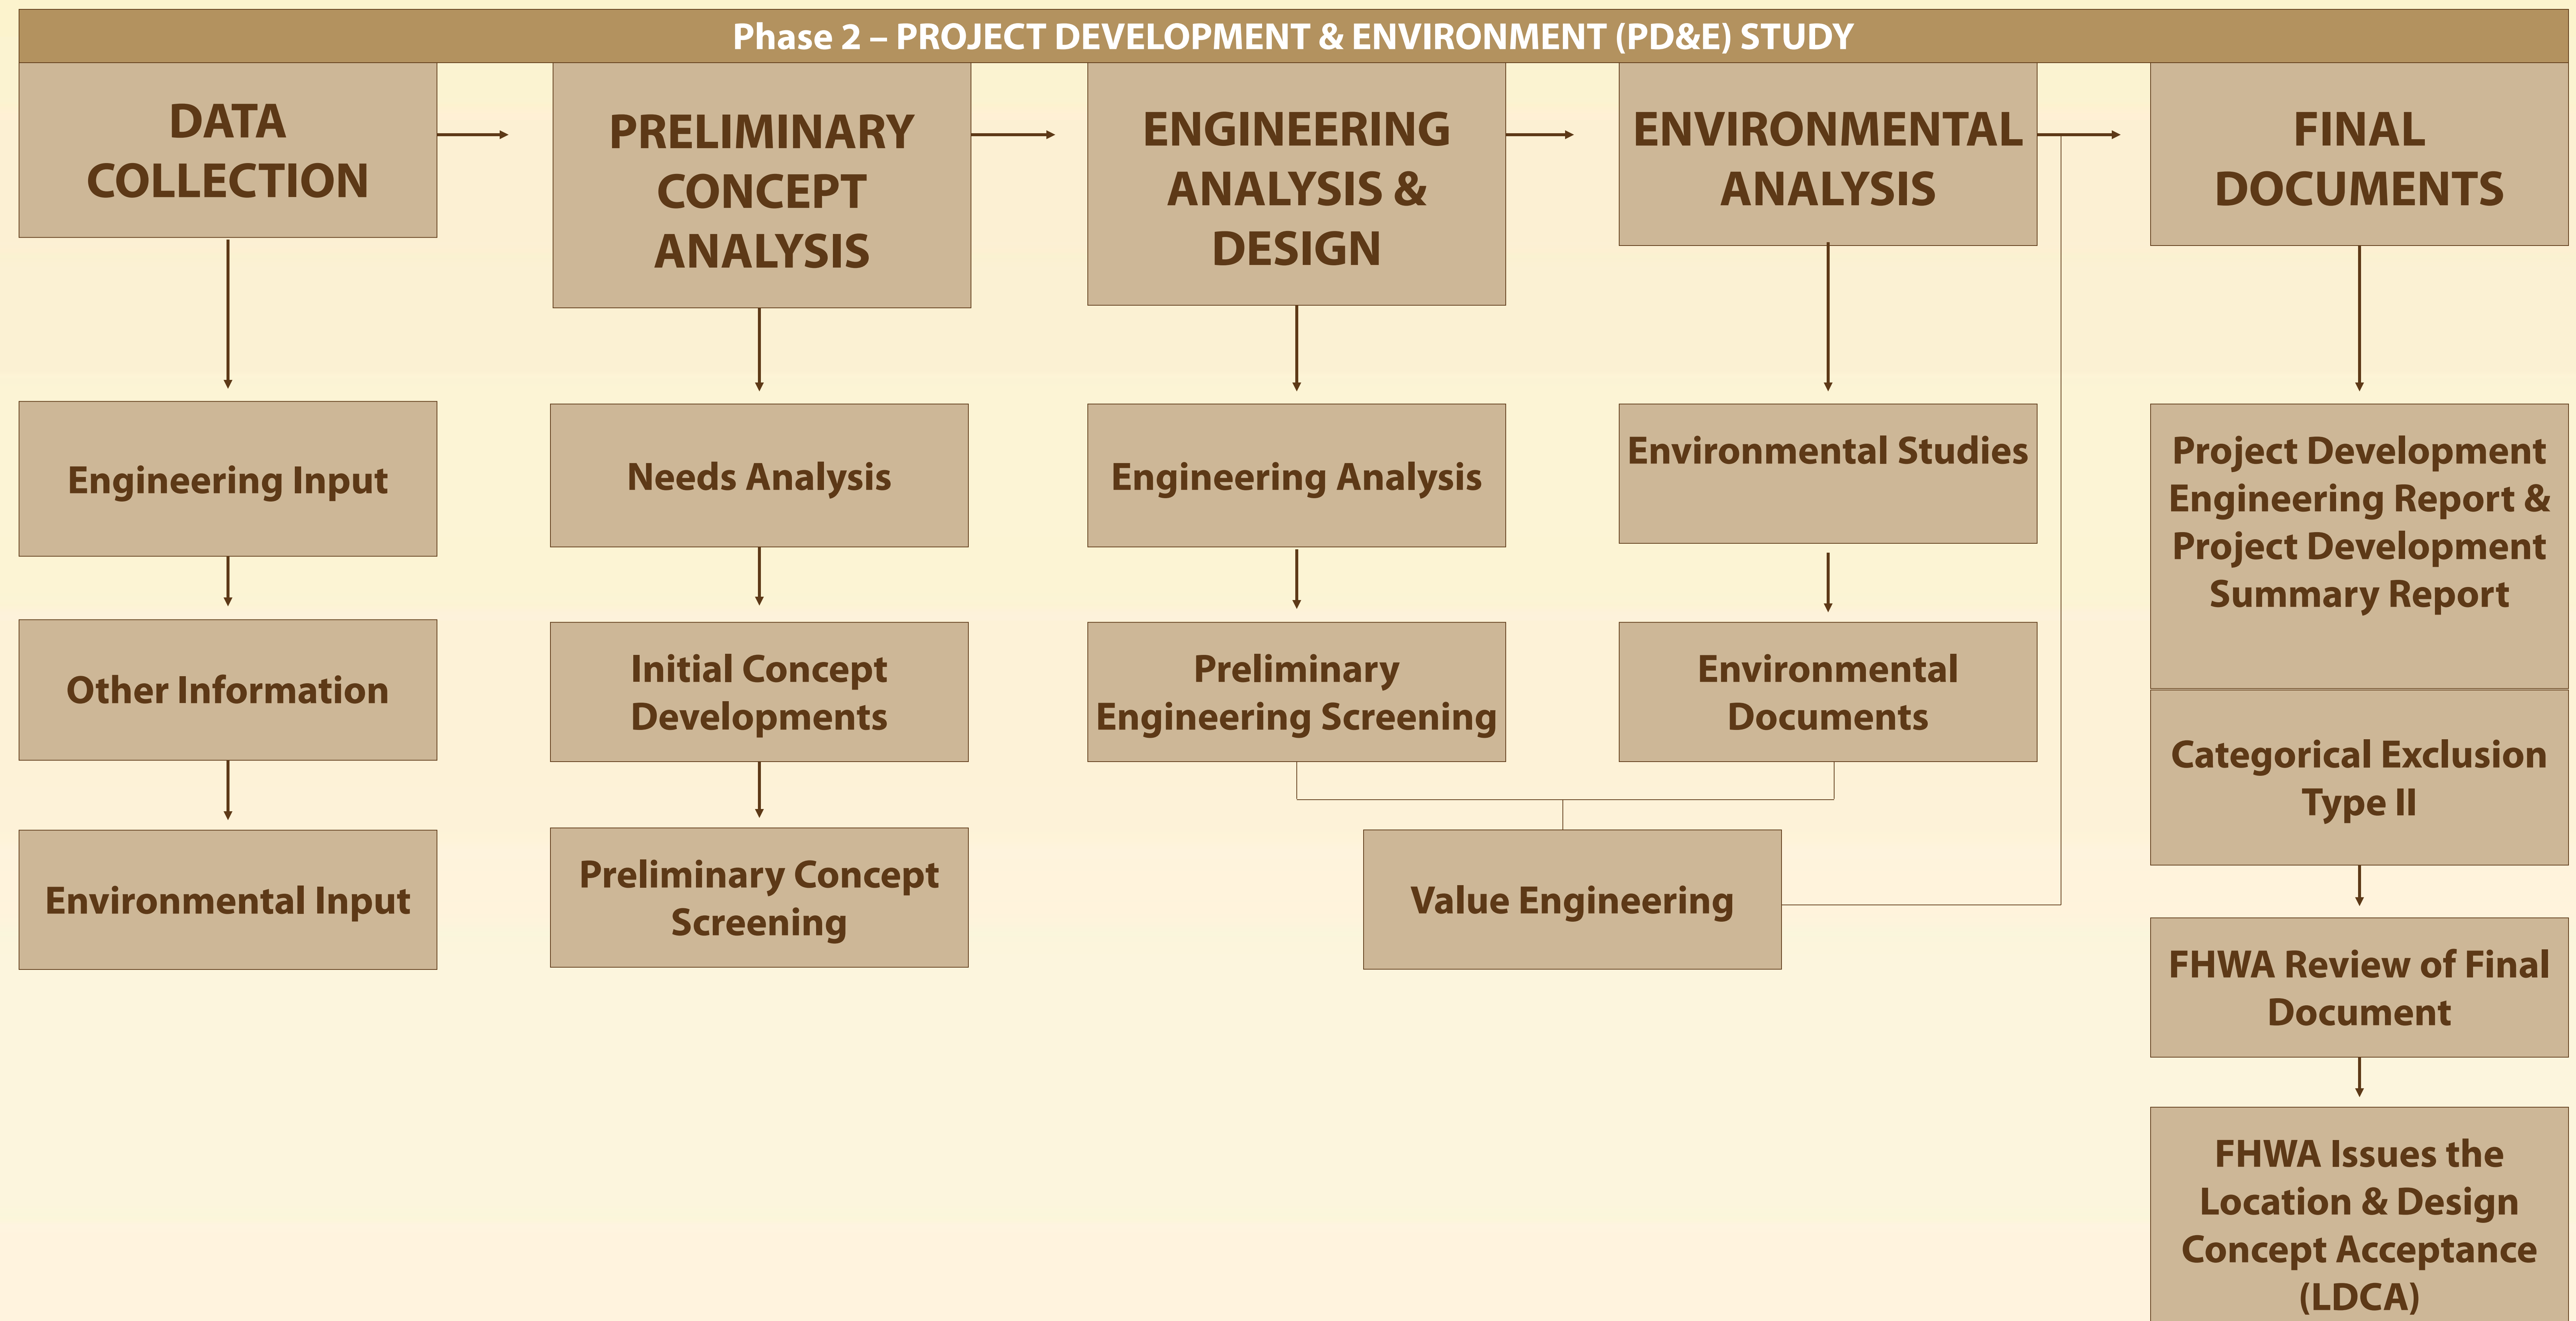 Phase 2 – PROJECT DEVELOPMENT & ENVIRONMENT (PD&E) STUDY
DATA
COLLECTION
Engineering Input
Other Information
Environmental Input
PRELIMINARY
CONCEPT
ANALYSIS
Needs Analysis
Initial Concept
Developments
Preliminary Concept
Screening
ENGINEERING
ANALYSIS &
DESIGN
Engineering Analysis
Preliminary
Engineering Screening
ENVIRONMENTAL
ANALYSIS
Environmental Studies
Environmental
Documents
Value Engineering
FINAL
DOCUMENTS
Project Development
Engineering Report &
Project Development
Summary Report
Categorical Exclusion
Type II
FHWA Review of Final
Document
FHWA Issues the
Location & Design
Concept Acceptance
(LDCA)